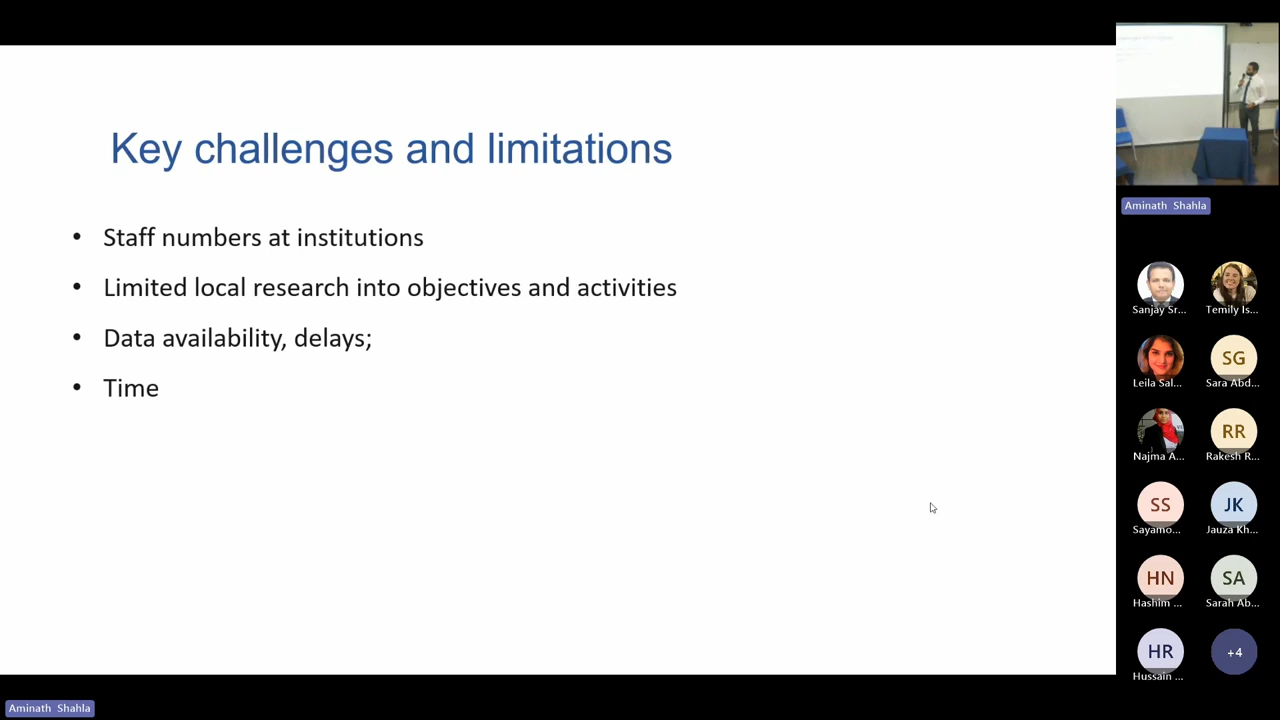 Key challenges and limitations
• Staff numbers at institutions
• Limited local research into objectives and activities
• Data availability, delays;
• Time
Aminath Shahla
Sanjay Sr...
Temily Is...
Leila Sal...
SG
Sara Abd...
Najma A...
RR
Rakesh R...
SS
Sayamo...
JK
Jauza Kh...
HN
Hashim ...
SA
Sarah Ab...
HR
Hussain ...
+4
Aminath Shahla